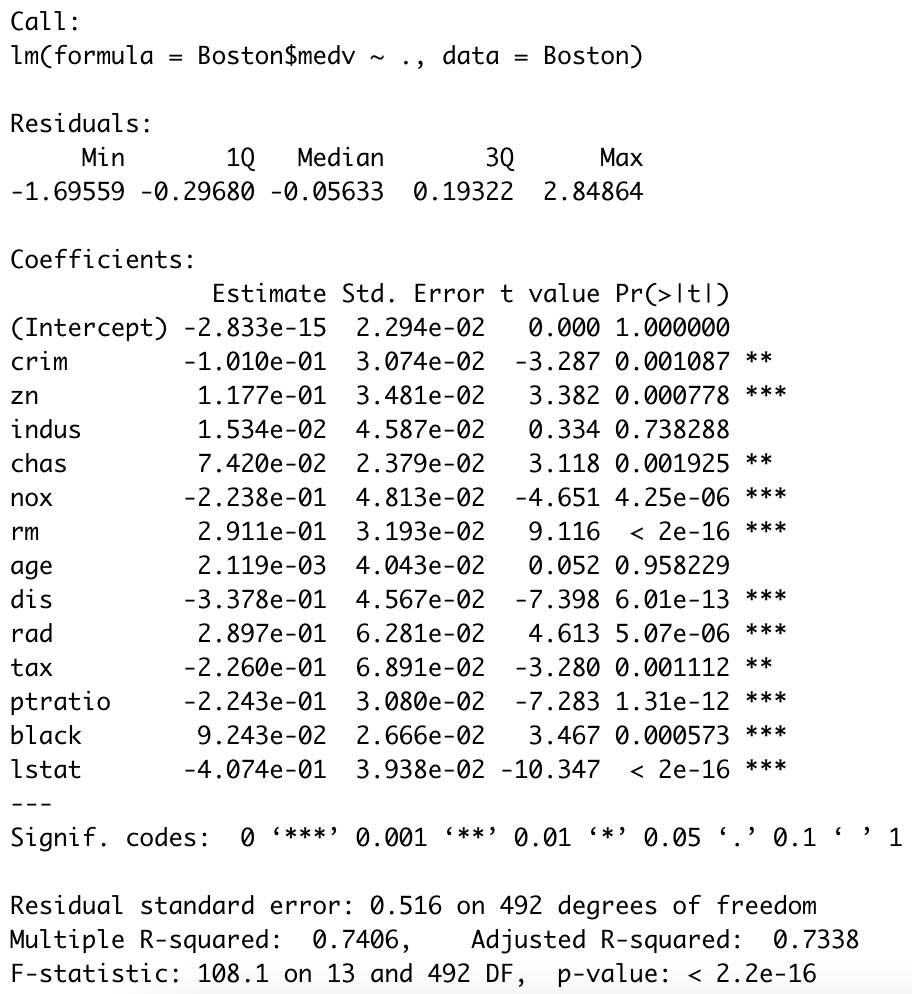 Call:
lm(formula = Boston$medv ~ ., data = Boston)
Residuals:
     Min       1Q   Median       3Q      Max
-1.69559 -0.29680 -0.05633  0.19322  2.84864
Coefficients:
              Estimate Std. Error t value Pr(>|t|)
(Intercept) -2.833e-15  2.294e-02   0.000 1.000000
crim        -1.010e-01  3.074e-02  -3.287 0.001087 **
zn           1.177e-01  3.481e-02   3.382 0.000778 ***
indus        1.534e-02  4.587e-02   0.334 0.738288
chas         7.420e-02  2.379e-02   3.118 0.001925 **
nox         -2.238e-01  4.813e-02  -4.651 4.25e-06 ***
rm           2.911e-01  3.193e-02   9.116  < 2e-16 ***
age          2.119e-03  4.043e-02   0.052 0.958229
dis         -3.378e-01  4.567e-02  -7.398 6.01e-13 ***
rad          2.897e-01  6.281e-02   4.613 5.07e-06 ***
tax         -2.260e-01  6.891e-02  -3.280 0.001112 **
ptratio     -2.243e-01  3.080e-02  -7.283 1.31e-12 ***
black        9.243e-02  2.666e-02   3.467 0.000573 ***
lstat       -4.074e-01  3.938e-02 -10.347  < 2e-16 ***
---
Signif. codes:  0 ‘***’ 0.001 ‘**’ 0.01 ‘*’ 0.05 ‘.’ 0.1 ‘ ’ 1
Residual standard error: 0.516 on 492 degrees of freedom
Multiple R-squared:  0.7406,	Adjusted R-squared:  0.7338
F-statistic: 108.1 on 13 and 492 DF,  p-value: < 2.2e-16